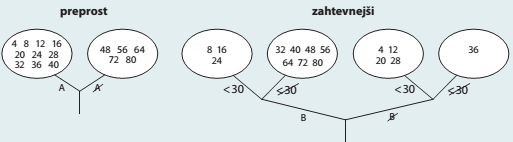 preprost
zahtevnejši
4 8 12 16
20 24 28
32 36 40
48 56 64
72 80
8 16
24
32 40 48 56
64 72 80
4 12
20 28
36
A
A
<30
<30
<30
<30
B
B